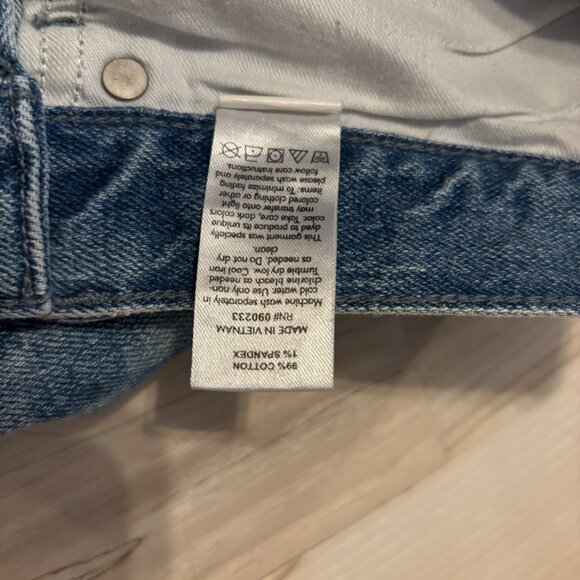 99% COTTON
1% SPANDEX
MADE IN VIETNAM
RN# 090233
Machine wash separately in
cold water. Use only non-
chlorine bleach as needed
Tumble dry low. Cool iron
as needed. Do not dry
clean.
This garment was specially
dyed to produce its unique
color. Take care, dark colors
may transfer onto light
colored clothing or other
items. To minimize fading
please wash separately and
follow care instructions.